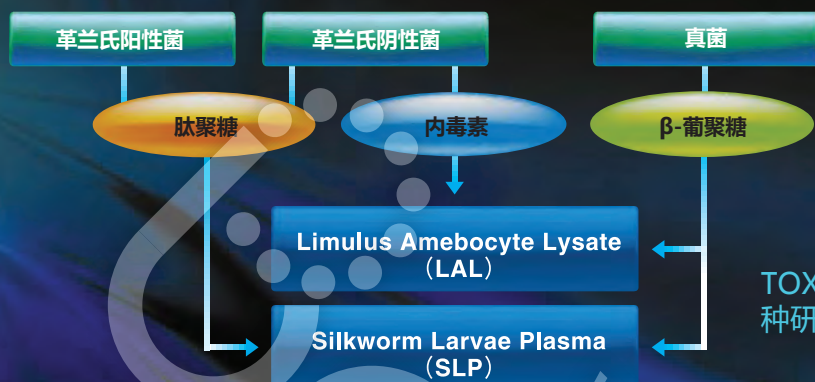 革兰氏阳性菌
革兰氏阴性菌
真菌
肽聚糖
内毒素
β-葡聚糖
Limulus Amebocyte Lysate
（LAL）
Silkworm Larvae Plasma
（SLP）
TOX
种研